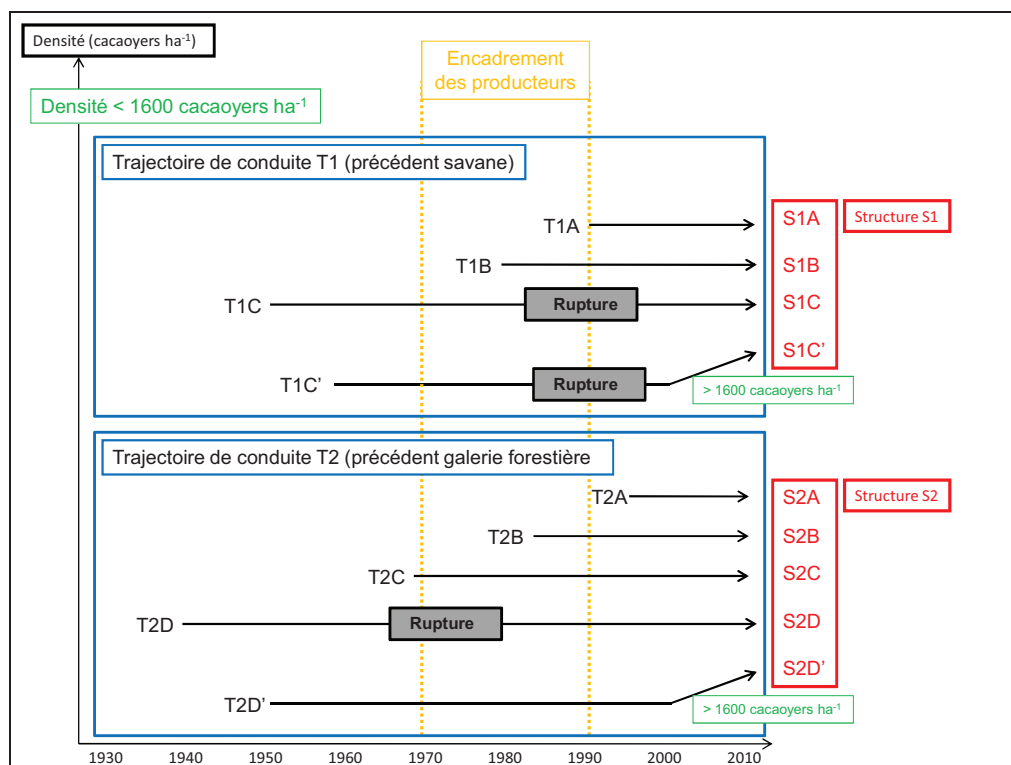 Densité (cacaoyers ha⁻¹)
Encadrement
des producteurs
Densité < 1600 cacaoyers ha⁻¹
Trajectoire de conduite T1 (précédent savane)
T1A
S1A
Structure S1
T1B
S1B
T1C
Rupture
S1C
T1C’
Rupture
S1C’
> 1600 cacaoyers ha⁻¹
Trajectoire de conduite T2 (précédent galerie forestière
T2A
S2A
Structure S2
T2B
S2B
T2C
S2C
T2D
Rupture
S2D
T2D’
S2D’
> 1600 cacaoyers ha⁻¹
1930 1940 1950 1960 1970 1980 1990 2000 2010